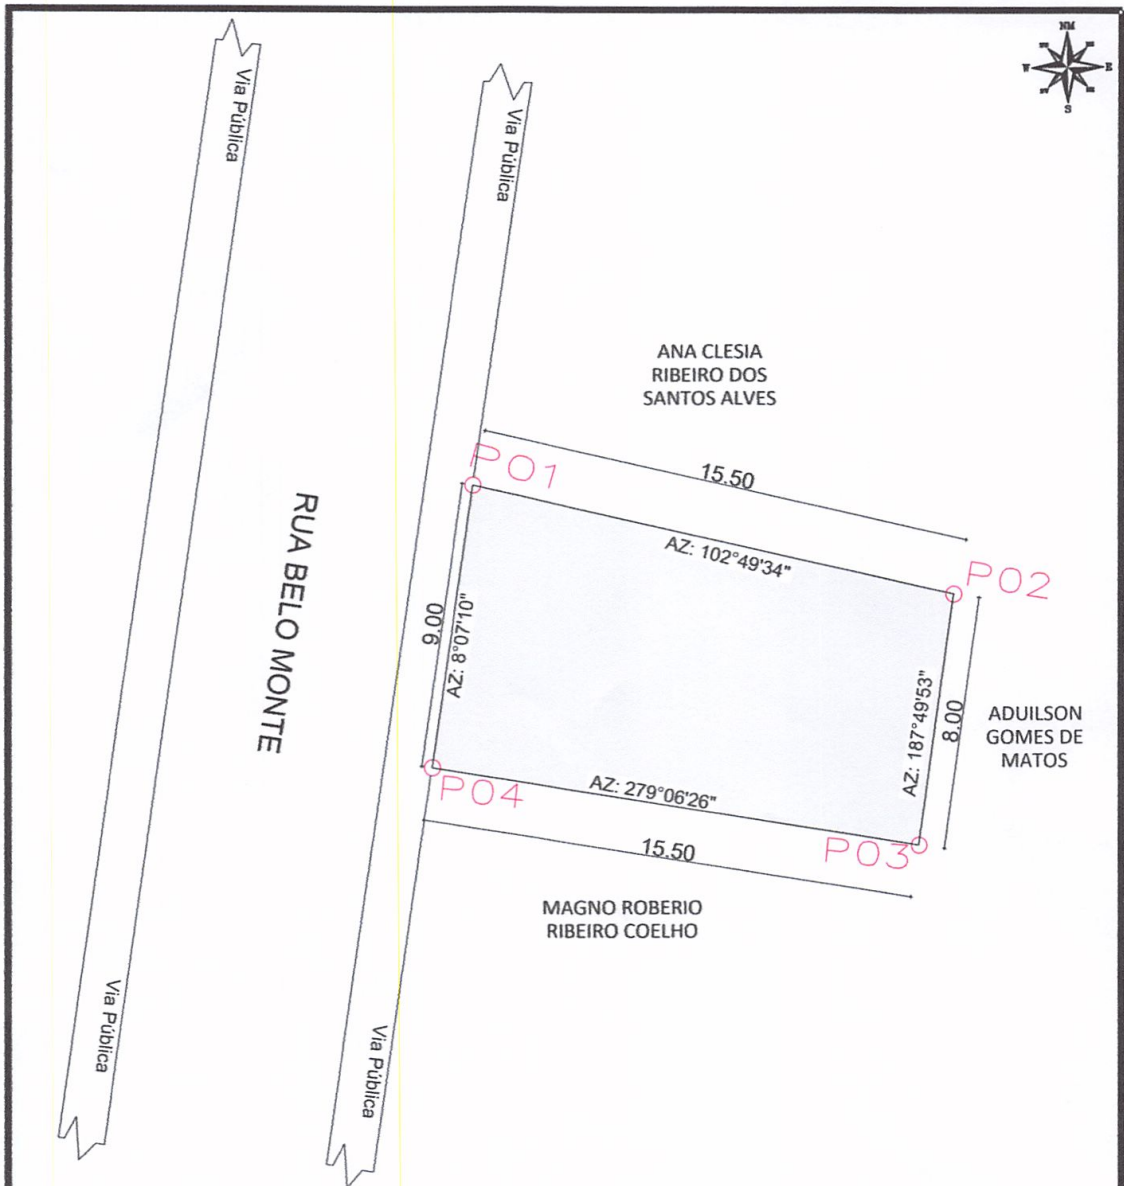 NM
W
E
S
Via Pública
Via Pública
ANA CLESIA
RIBEIRO DOS
SANTOS ALVES
P01
15.50
AZ: 102°49'34"
P02
RUA BELO MONTE
9.00
AZ: 8°07'10"
AZ: 187°49'53"
8.00
ADUILSON
GOMES DE
MATOS
P04
AZ: 279°06'26"
15.50
P03
MAGNO ROBERIO
RIBEIRO COELHO
Via Pública
Via Pública